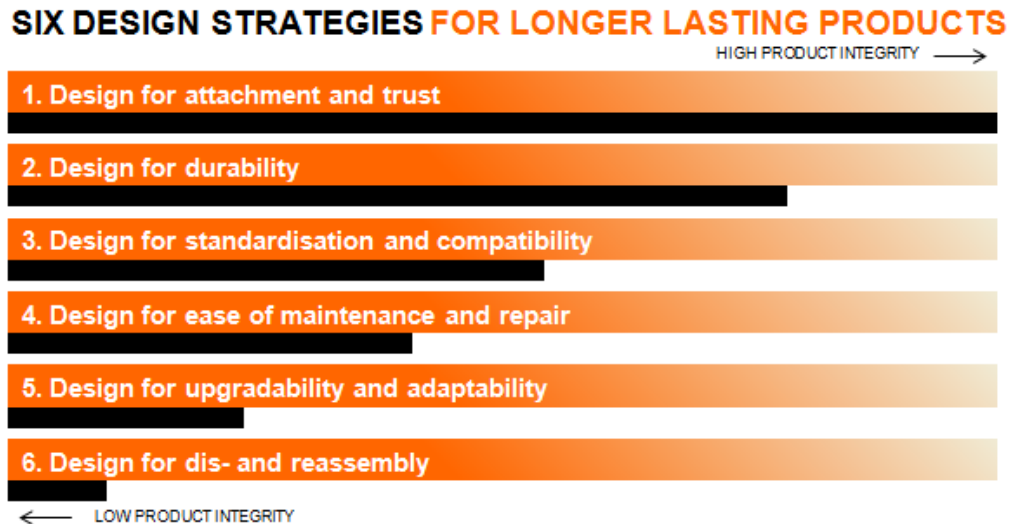 SIX DESIGN STRATEGIES FOR LONGER LASTING PRODUCTS
HIGH PRODUCT INTEGRITY
1. Design for attachment and trust
2. Design for durability
3. Design for standardisation and compatibility
4. Design for ease of maintenance and repair
5. Design for upgradability and adaptability
6. Design for dis- and reassembly
LOW PRODUCT INTEGRITY